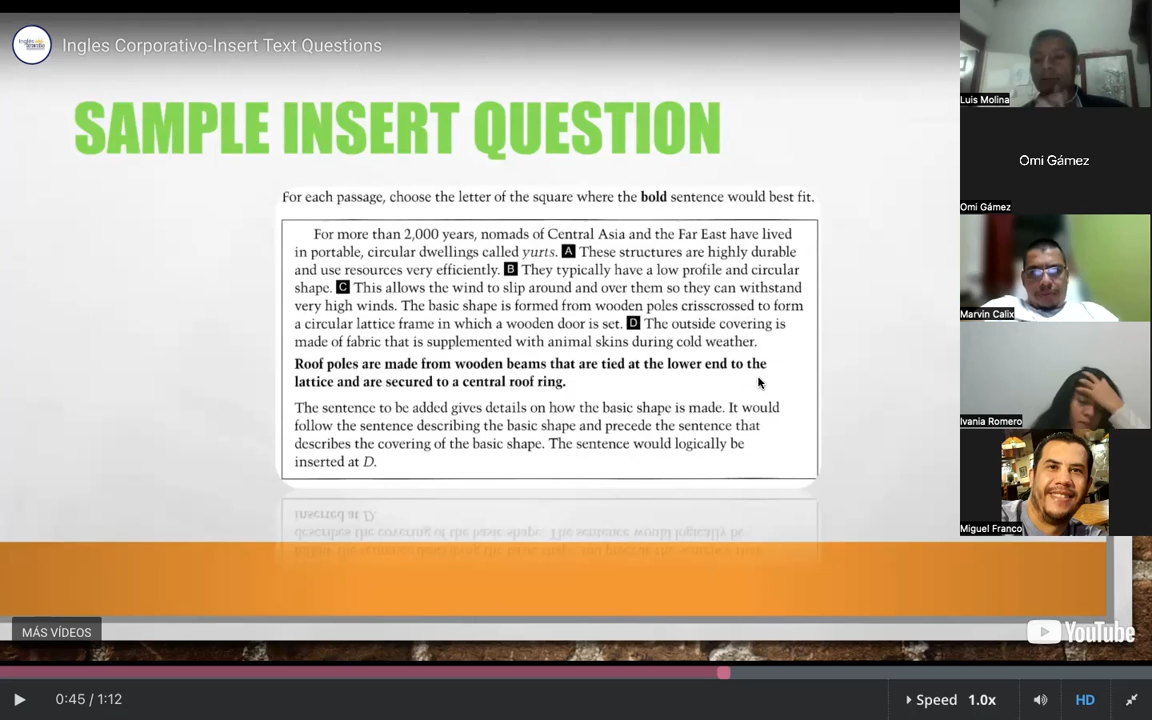 Ingles Corporativo-Insert Text Questions
SAMPLE INSERT QUESTION
For each passage, choose the letter of the square where the bold sentence would best fit.
For more than 2,000 years, nomads of Central Asia and the Far East have lived
in portable, circular dwellings called yurts. A These structures are highly durable
and use resources very efficiently. B They typically have a low profile and circular
shape. C This allows the wind to slip around and over them so they can withstand
very high winds. The basic shape is formed from wooden poles crisscrossed to form
a circular lattice frame in which a wooden door is set. D The outside covering is
made of fabric that is supplemented with animal skins during cold weather.
Roof poles are made from wooden beams that are tied at the lower end to the
lattice and are secured to a central roof ring.
The sentence to be added gives details on how the basic shape is made. It would
follow the sentence describing the basic shape and precede the sentence that
describes the covering of the basic shape. The sentence would logically be
inserted at D.
MÁS VÍDEOS
YouTube
0:45 / 1:12
Speed 1.0x
HD
Luis Molina
Omi Gámez
Omi Gámez
Marvin Calix
Ivania Romero
Miguel Franco